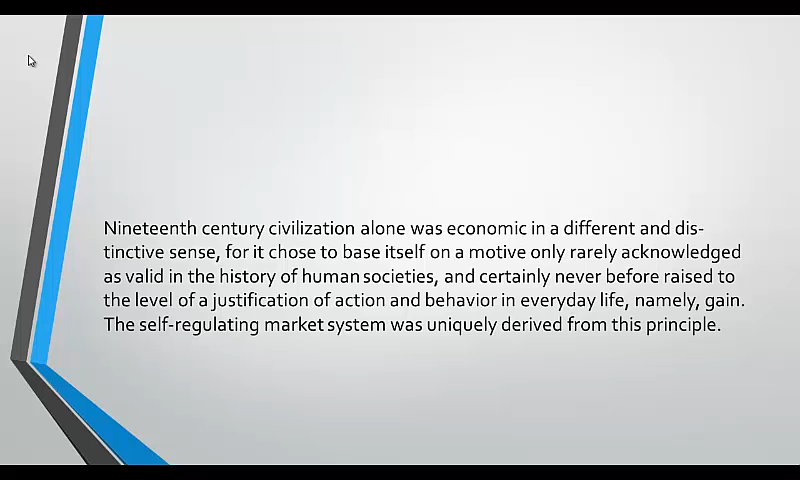 Nineteenth century civilization alone was economic in a different and dis-
tinctive sense, for it chose to base itself on a motive only rarely acknowledged
as valid in the history of human societies, and certainly never before raised to
the level of a justification of action and behavior in everyday life, namely, gain.
The self-regulating market system was uniquely derived from this principle.